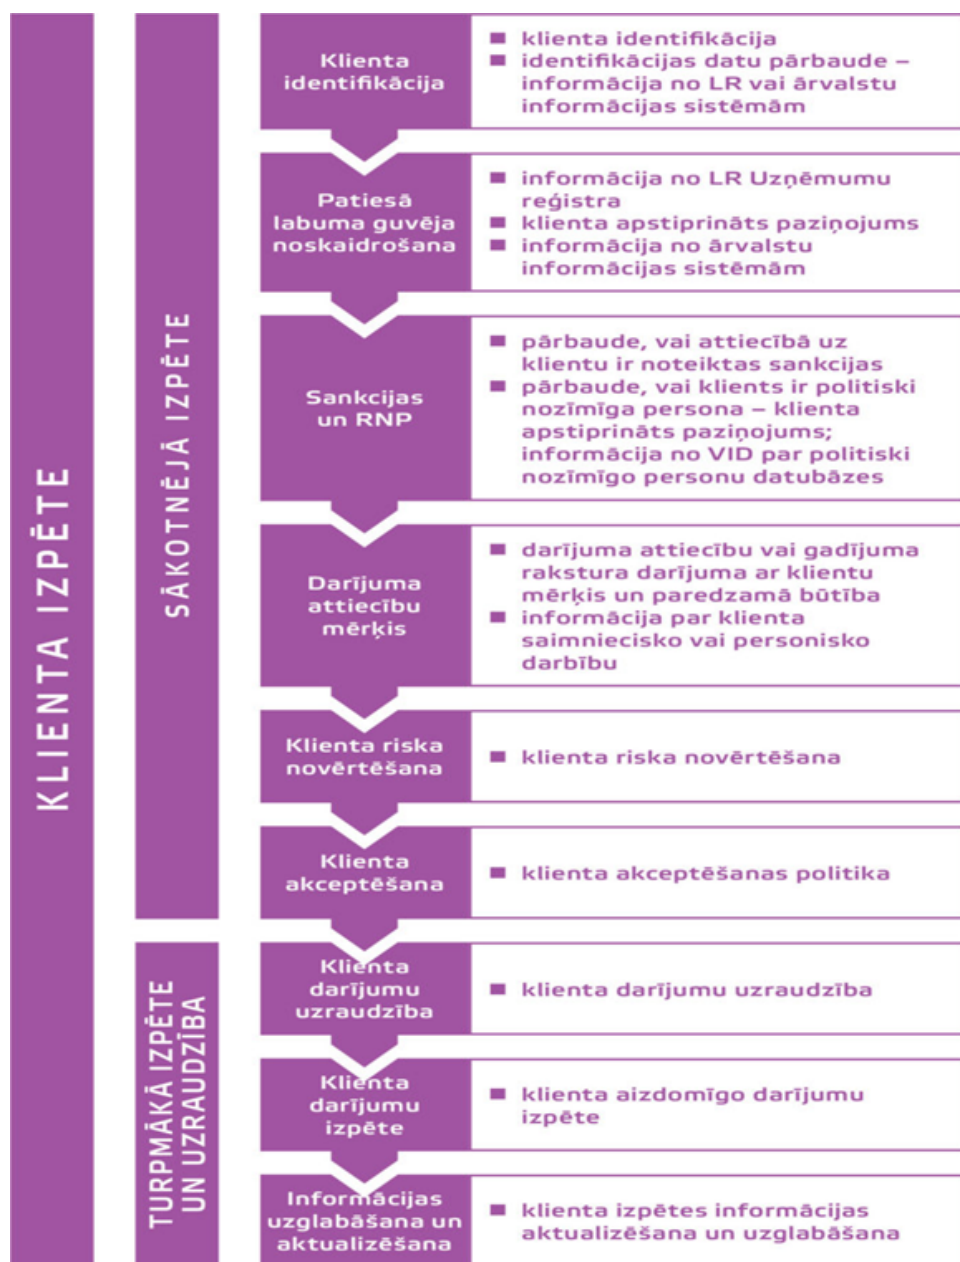 KLIENTA IZPĒTE
SĀKOTNĒJĀ IZPĒTE
Klienta
identifikācija
■ klienta identifikācija
■ identifikācijas datu pārbaude –
informācija no LR vai ārvalstu
informācijas sistēmām
Patiesā
labuma guvēja
noskaidrošana
■ informācija no LR Uzņēmumu
reģistra
■ klienta apstiprināts paziņojums
■ informācija no ārvalstu
informācijas sistēmām
Sankcijas
un RNP
■ pārbaude, vai attiecībā uz
klientu ir noteiktas sankcijas
■ pārbaude, vai klients ir politiski
nozīmīga persona – klienta
apstiprināts paziņojums;
informācija no VID par politiski
nozīmīgo personu datubāzes
Darījuma
attiecību
mērķis
■ darījuma attiecību vai gadījuma
rakstura darījuma ar klientu
mērķis un paredzamā būtība
■ informācija par klienta
saimniecisko vai personisko
darbību
Klienta riska
novērtēšana
■ klienta riska novērtēšana
Klienta
akceptēšana
■ klienta akceptēšanas politika
TURPMĀKĀ IZPĒTE
UN UZRAUDZĪBA
Klienta
darījumu
uzraudzība
■ klienta darījumu uzraudzība
Klienta
darījumu
izpēte
■ klienta aizdomīgo darījumu
izpēte
Informācijas
uzglabāšana un
aktualizēšana
■ klienta izpētes informācijas
aktualizēšana un uzglabāšana